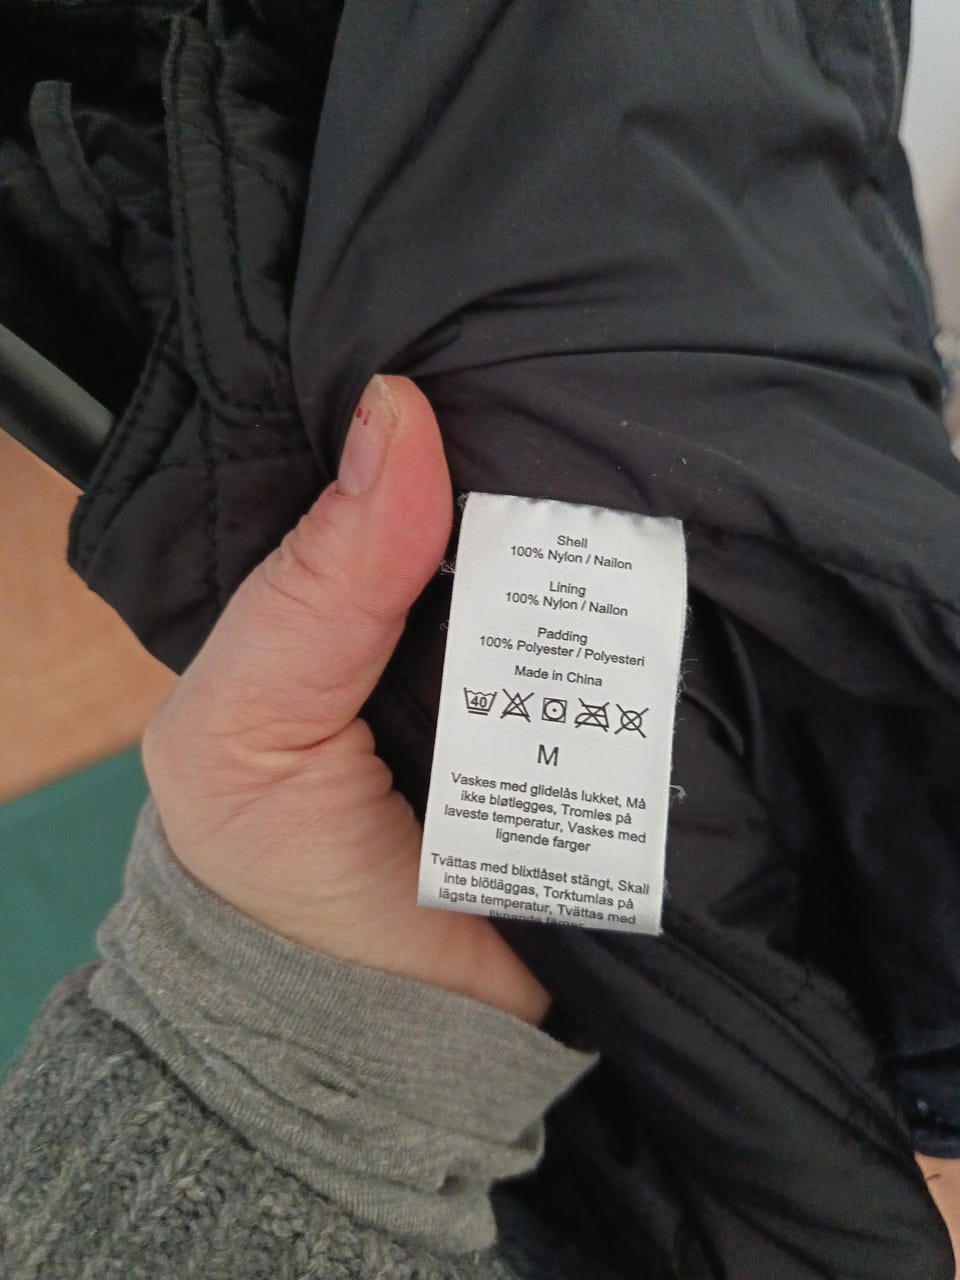 Shell
100% Nylon / Nailon
Lining
100% Nylon / Nailon
Padding
100% Polyester / Polyesteri
Made in China
40
M
Vaskes med glidelås lukket, Må
ikke bløtlegges, Tromles på
laveste temperatur, Vaskes med
lignende farger
Tvättas med blixtlåset stängt, Skall
inte blötläggas, Torktumlas på
lägsta temperatur, Tvättas med
liknande färger